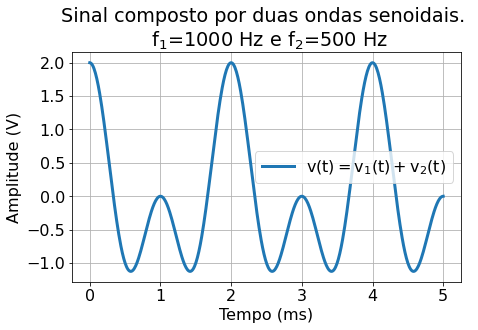 Sinal composto por duas ondas senoidais.
f₁=1000 Hz e f₂=500 Hz
Amplitude (V)
2.0
1.5
1.0
0.5
0.0
−0.5
−1.0
v(t) = v₁(t) + v₂(t)
0 1 2 3 4 5
Tempo (ms)